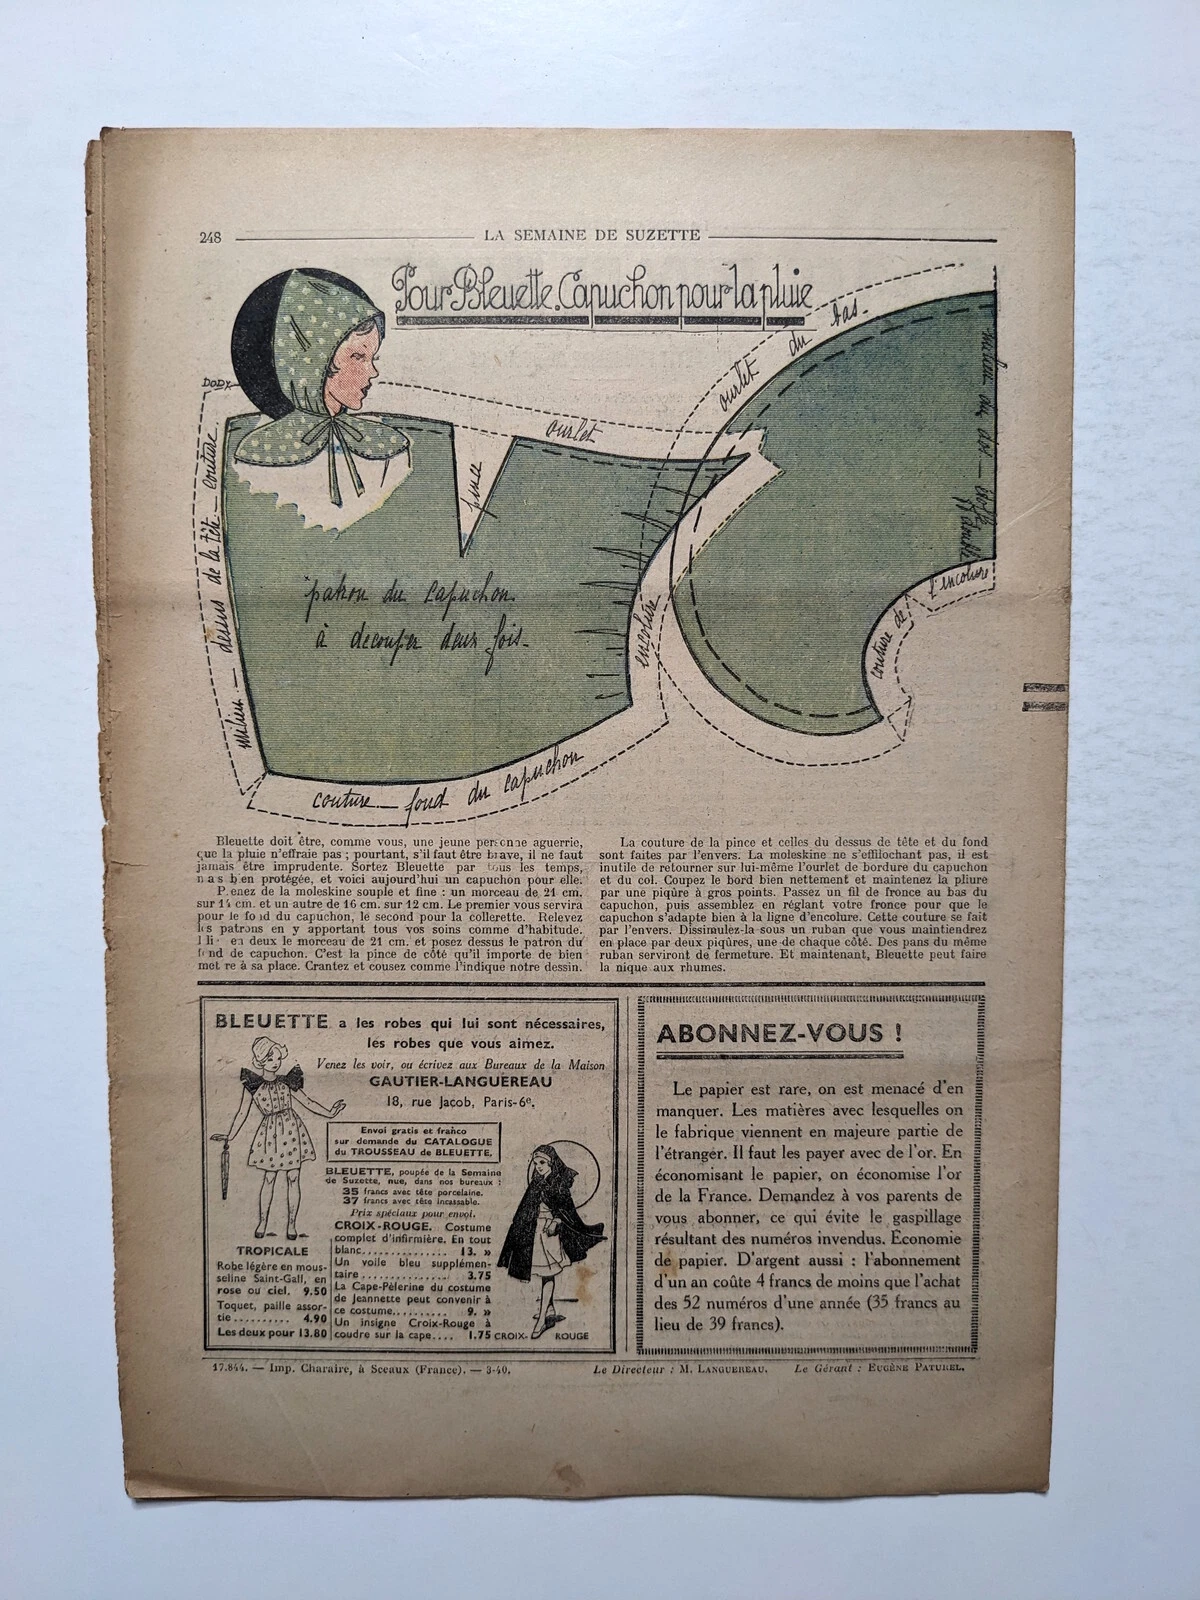 248
LA SEMAINE DE SUZETTE
Pour Bleuette. Capuchon pour la pluie
DODY
ourlet du bas.
milieu du dos — étoffe
double
ourlet
pince
milieu — dessus de la tête — couture
patron du capuchon
à découper deux fois.
encolure
couture de l'encolure
couture — fond du capuchon
Bleuette doit être, comme vous, une jeune personne aguerrie,
que la pluie n'effraie pas ; pourtant, s'il faut être brave, il ne faut
jamais être imprudente. Sortez Bleuette par tous les temps,
mais bien protégée, et voici aujourd'hui un capuchon pour elle.
Prenez de la moleskine souple et fine : un morceau de 21 cm.
sur 14 cm. et un autre de 16 cm. sur 12 cm. Le premier vous servira
pour le fond du capuchon, le second pour la collerette. Relevez
les patrons en y apportant tous vos soins comme d'habitude.
Pliez en deux le morceau de 21 cm. et posez dessus le patron du
fond de capuchon. C'est la pince de côté qu'il importe de bien
mettre à sa place. Crantez et cousez comme l'indique notre dessin.
La couture de la pince et celles du dessus de tête et du fond
sont faites par l'envers. La moleskine ne s'effilochant pas, il est
inutile de retourner sur lui-même l'ourlet de bordure du capuchon
et du col. Coupez le bord bien nettement et maintenez la pliure
par une piqûre à gros points. Passez un fil de fronce au bas du
capuchon, puis assemblez en réglant votre fronce pour que le
capuchon s'adapte bien à la ligne d'encolure. Cette couture se fait
par l'envers. Dissimulez-la sous un ruban que vous maintiendrez
en place par deux piqûres, une de chaque côté. Des pans du même
ruban serviront de fermeture. Et maintenant, Bleuette peut faire
la nique aux rhumes.
BLEUETTE a les robes qui lui sont nécessaires,
les robes que vous aimez.
Venez les voir, ou écrivez aux Bureaux de la Maison
GAUTIER-LANGUEREAU
18, rue Jacob, Paris-6e.
Envoi gratis et franco
sur demande du CATALOGUE
du TROUSSEAU de BLEUETTE.
BLEUETTE, poupée de la Semaine
de Suzette, nue, dans nos bureaux :
35 francs avec tête porcelaine.
37 francs avec tête incassable.
Prix spéciaux pour envoi.
TROPICALE
Robe légère en mous-
seline Saint-Gall, en
rose ou ciel. 9.50
Toquet, paille assor-
tie .......... 4.90
Les deux pour 13.80
CROIX-ROUGE. Costume
complet d'infirmière. En tout
blanc............... 13. »
Un voile bleu supplémen-
taire ............... 3.75
La Cape-Pèlerine du costume
de Jeannette peut convenir à
ce costume.......... 9. »
Un insigne Croix-Rouge à
coudre sur la cape.... 1.75
CROIX- ROUGE
ABONNEZ-VOUS !
Le papier est rare, on est menacé d'en
manquer. Les matières avec lesquelles on
le fabrique viennent en majeure partie de
l'étranger. Il faut les payer avec de l'or. En
économisant le papier, on économise l'or
de la France. Demandez à vos parents de
vous abonner, ce qui évite le gaspillage
résultant des numéros invendus. Économie
de papier. D'argent aussi : l'abonnement
d'un an coûte 4 francs de moins que l'achat
des 52 numéros d'une année (35 francs au
lieu de 39 francs).
17.844. — Imp. Charaire, à Sceaux (France). — 3-40.
Le Directeur : M. LANGUEREAU. Le Gérant : EUGÈNE PATUREL.